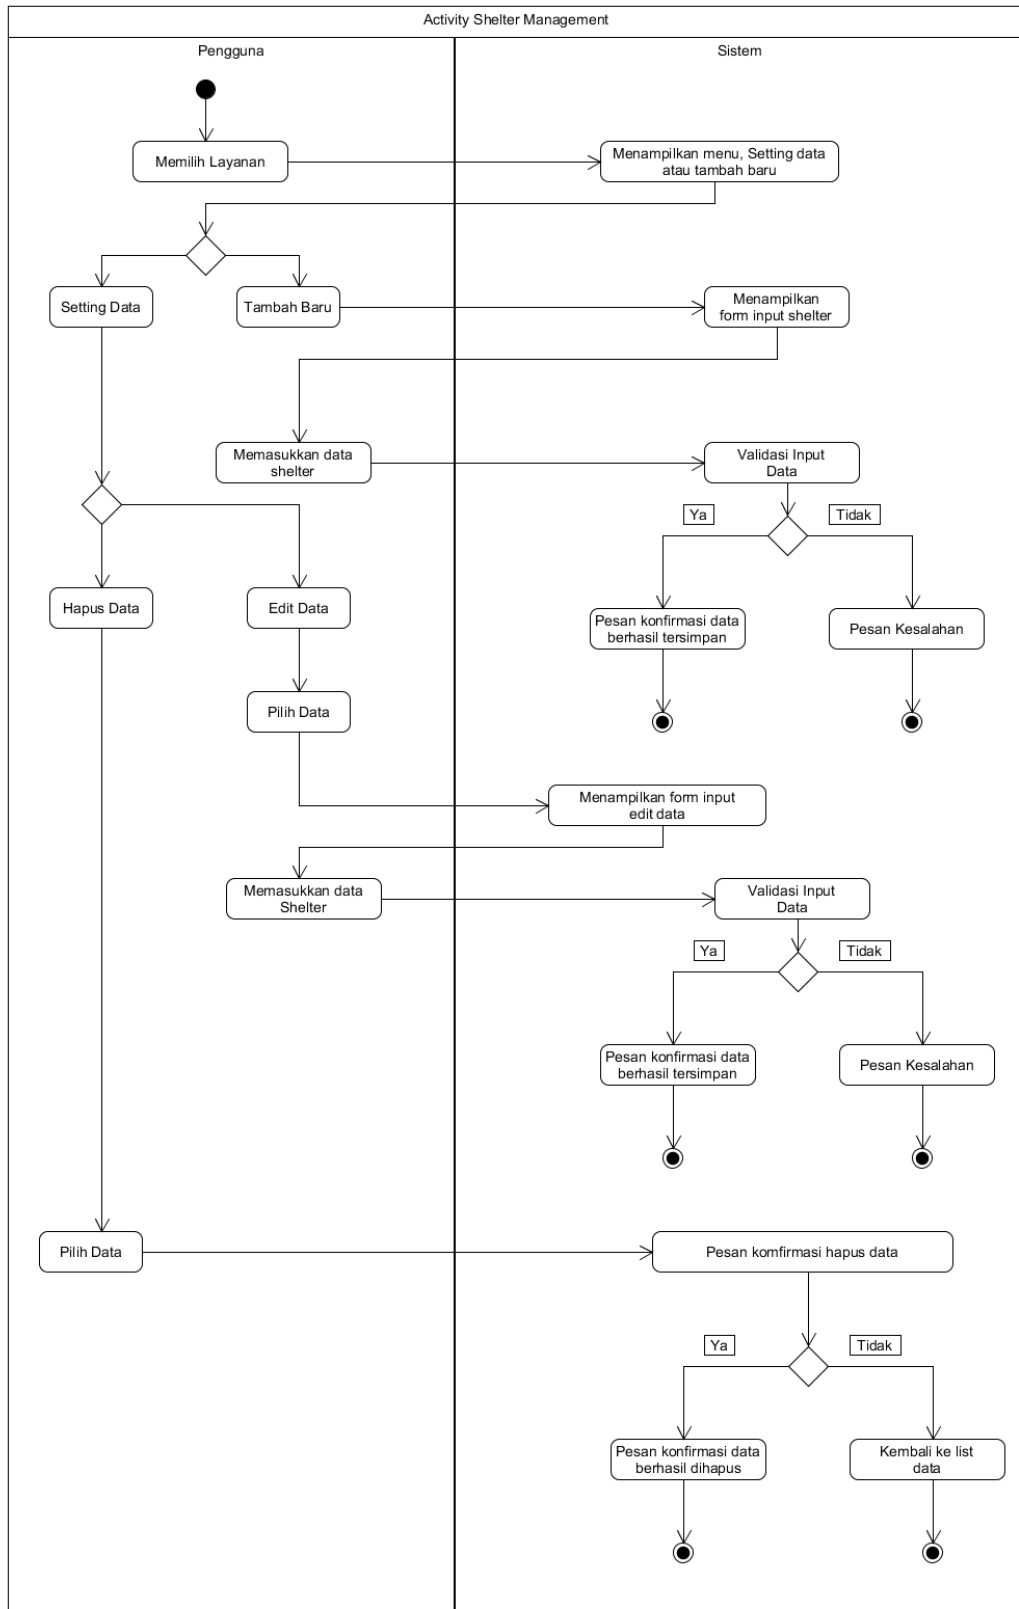 Activity Shelter Management
Pengguna
Sistem
Memilih Layanan
Menampilkan menu, Setting data
atau tambah baru
Setting Data
Tambah Baru
Menampilkan
form input shelter
Memasukkan data
shelter
Validasi Input
Data
Ya
Tidak
Hapus Data
Edit Data
Pesan konfirmasi data
berhasil tersimpan
Pesan Kesalahan
Pilih Data
Menampilkan form input
edit data
Memasukkan data
Shelter
Validasi Input
Data
Ya
Tidak
Pesan konfirmasi data
berhasil tersimpan
Pesan Kesalahan
Pilih Data
Pesan komfirmasi hapus data
Ya
Tidak
Pesan konfirmasi data
berhasil dihapus
Kembali ke list
data